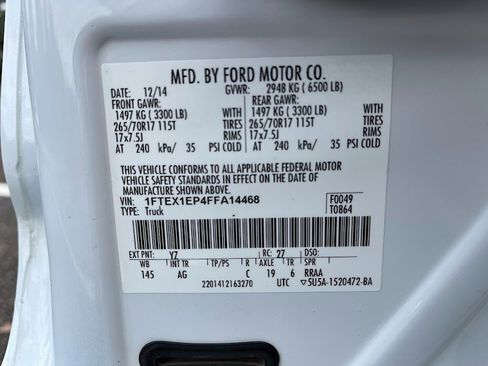 MFD. BY FORD MOTOR CO.
DATE: 12/14 GVWR: 2948 KG ( 6500 LB)
FRONT GAWR: REAR GAWR:
1497 KG ( 3300 LB) WITH 1497 KG ( 3300 LB) WITH
265/70R17 115T TIRES 265/70R17 115T TIRES
17x7.5J RIMS 17x7.5J RIMS
AT 240 kPa/ 35 PSI COLD AT 240 kPa/ 35 PSI COLD
THIS VEHICLE CONFORMS TO ALL APPLICABLE FEDERAL MOTOR
VEHICLE SAFETY STANDARDS IN EFFECT ON THE DATE OF
MANUFACTURE SHOWN ABOVE.
VIN: 1FTEX1EP4FFA14468 F0049
TYPE: Truck T0864
EXT PNT: YZ RC: 27 DSO:
WB INT TR TP/PS R AXLE TR SPR
145 AG C 19 6 RRAA
2201412163270 UTC 5U5A-1520472-BA